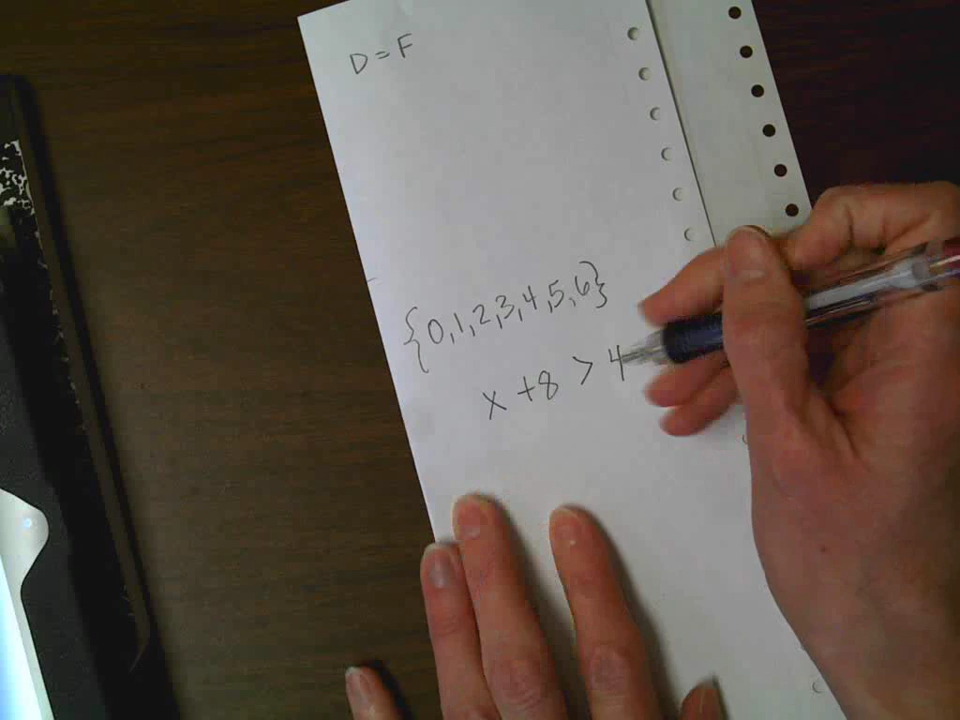 D = F
{0,1,2,3,4,5,6}
x + 8 > 4